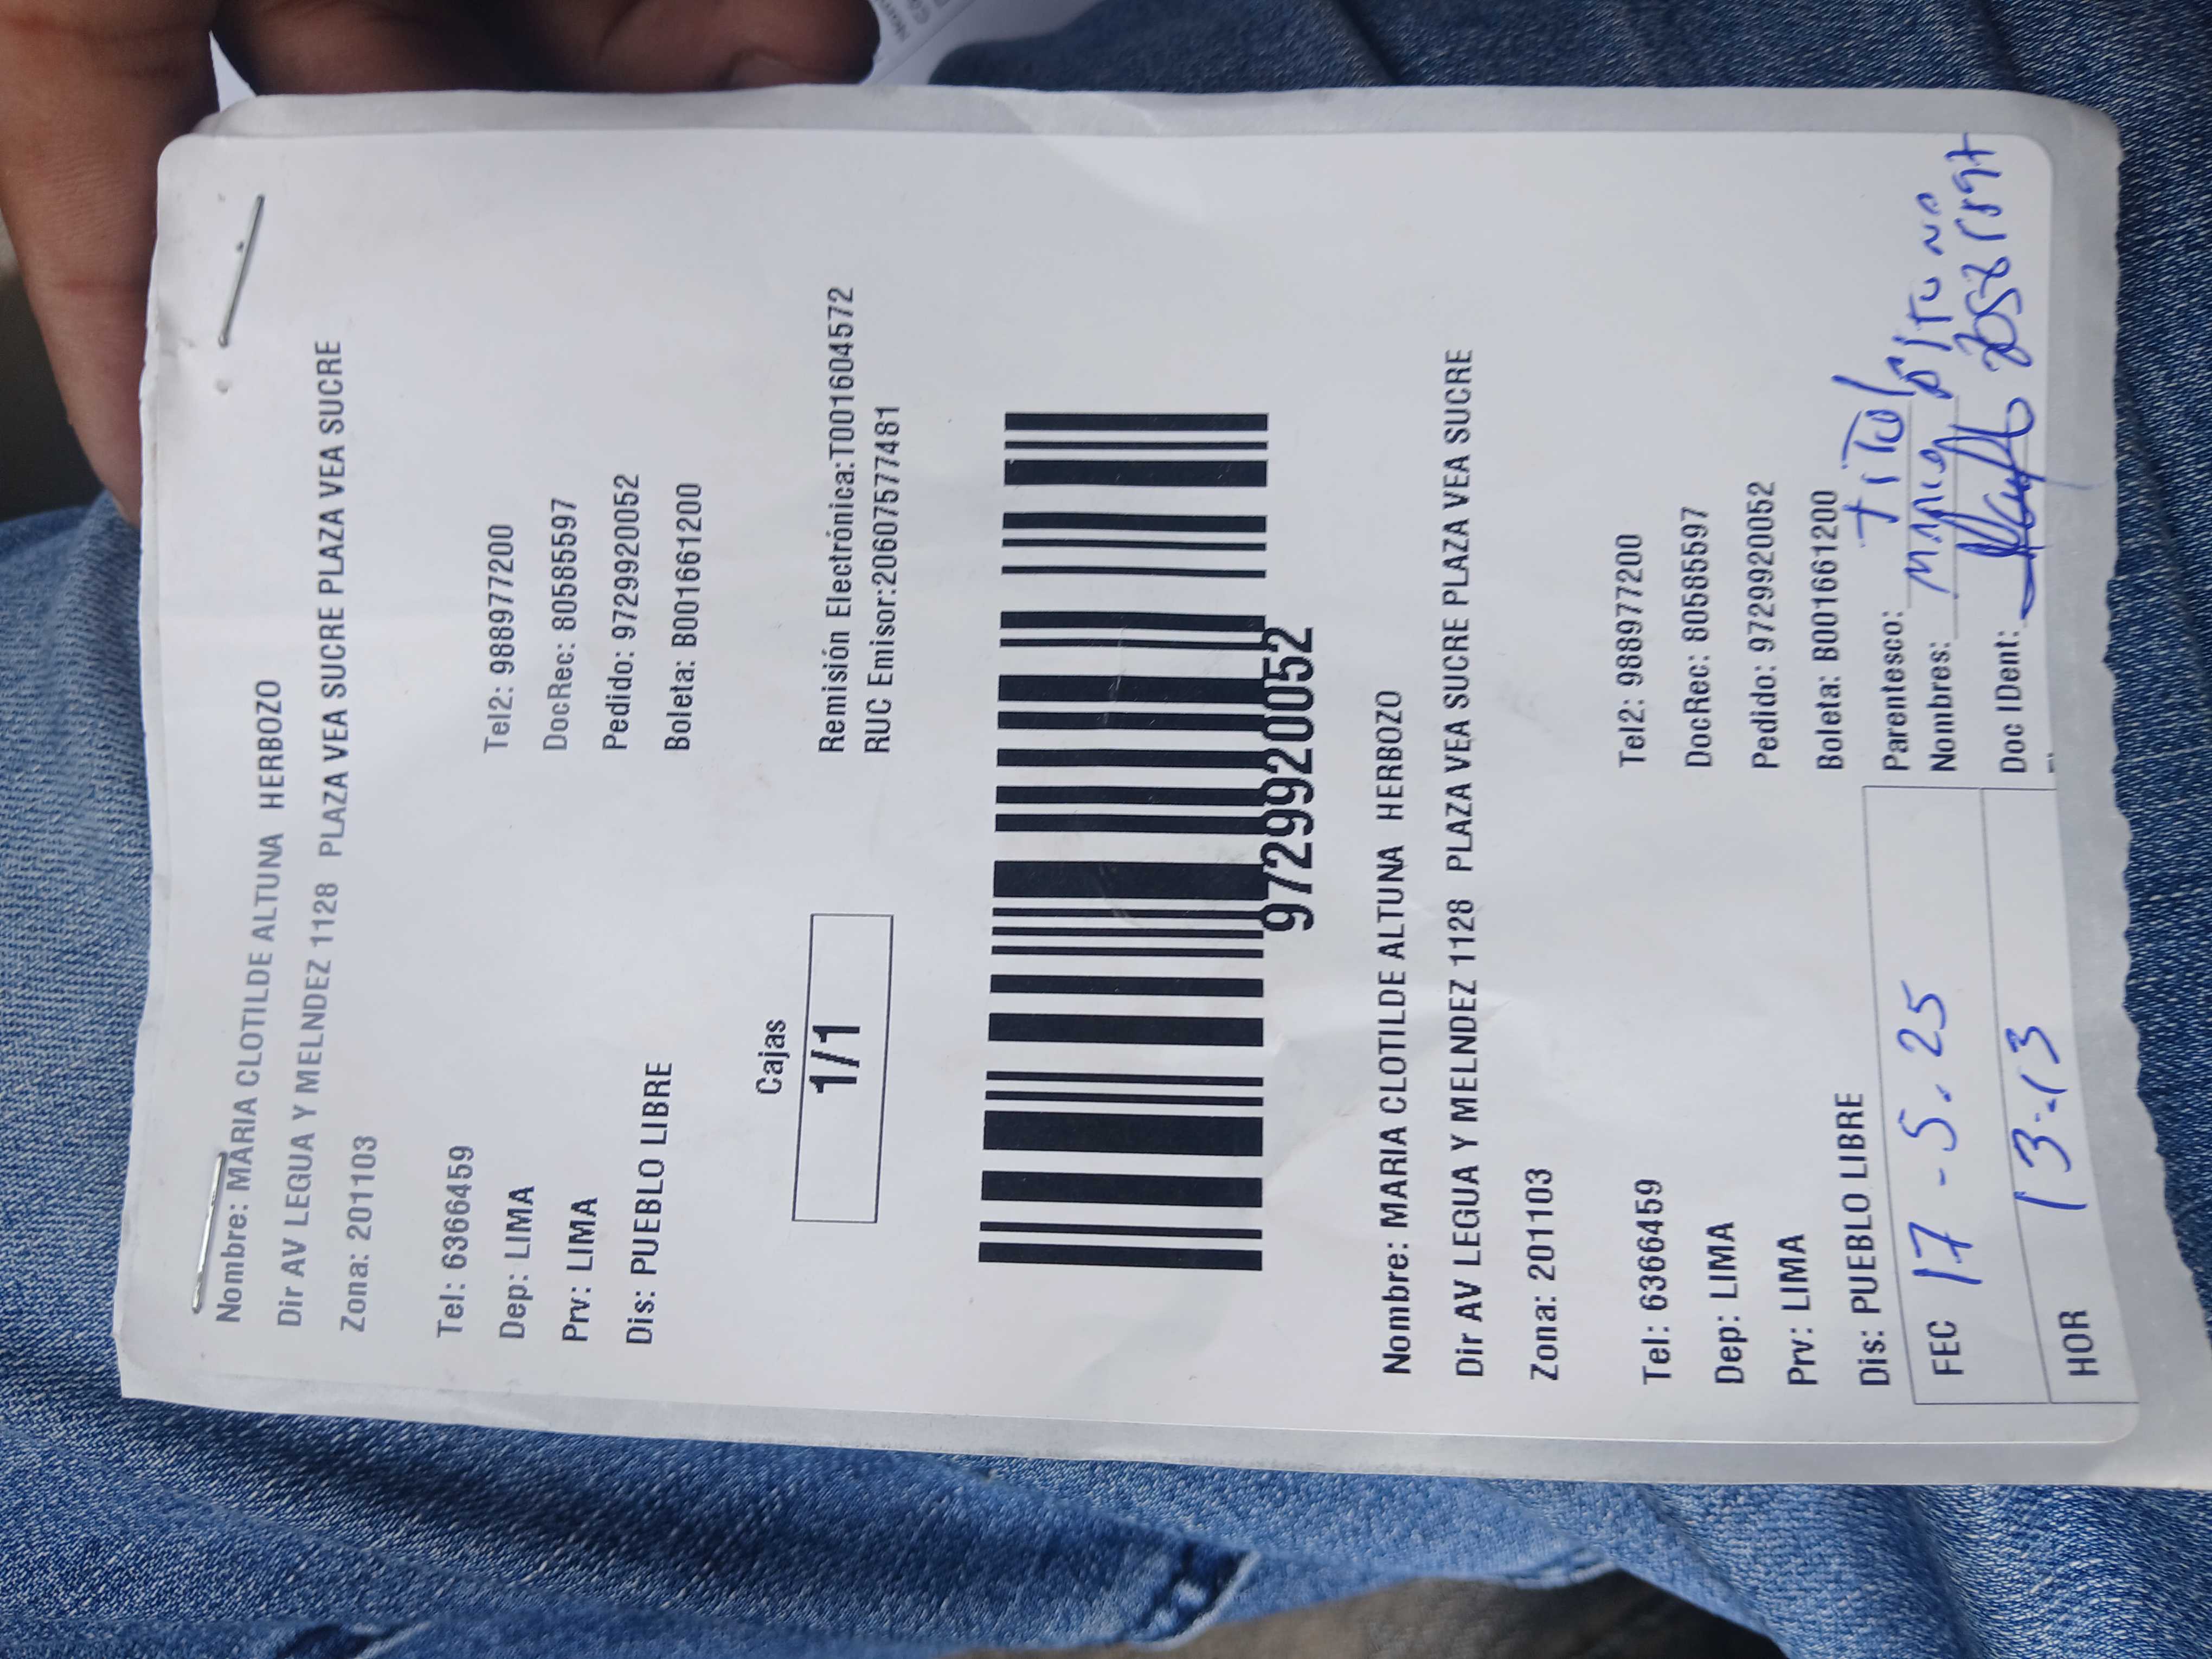 Nombre: MARIA CLOTILDE ALTUNA HERBOZO
Dir AV LEGUA Y MELNDEZ 1128 PLAZA VEA SUCRE PLAZA VEA SUCRE
Zona: 201103
Tel: 6366459
Tel2: 988977200
Dep: LIMA
DocRec: 80585597
Prv: LIMA
Pedido: 9729920052
Dis: PUEBLO LIBRE
Boleta: B001661200
Cajas
1/1
Remisión Electrónica:T001604572
RUC Emisor:20607577481
9729920052
Nombre: MARIA CLOTILDE ALTUNA HERBOZO
Dir AV LEGUA Y MELNDEZ 1128 PLAZA VEA SUCRE PLAZA VEA SUCRE
Zona: 201103
Tel: 6366459
Tel2: 988977200
Dep: LIMA
DocRec: 80585597
Prv: LIMA
Pedido: 9729920052
Dis: PUEBLO LIBRE
Boleta: B001661200
FEC 17-5.25
Parentesco:
Nombres: Maria
HOR 13:13
Doc IDent: